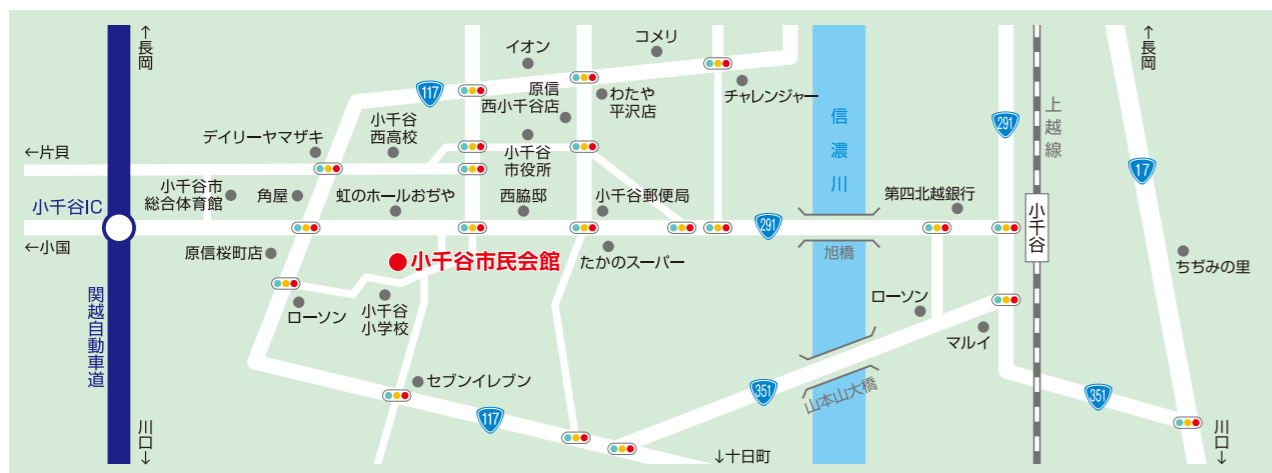 ↑長岡
イオン
コメリ
↑長岡
117
原信
西小千谷店
わたや
平沢店
チャレンジャー
信濃川
291
上越線
17
小千谷
西高校
デイリーヤマザキ
←片貝
小千谷
市役所
小千谷市
総合体育館
角屋
虹のホールおぢや
西脇邸
小千谷郵便局
第四北越銀行
小千谷IC
291
小千谷
←小国
原信桜町店
小千谷市民会館
たかのスーパー
旭橋
ちぢみの里
関越自動車道
ローソン
小千谷
小学校
ローソン
マルイ
セブンイレブン
351
山本山大橋
351
117
川口↓
↓十日町
川口↓